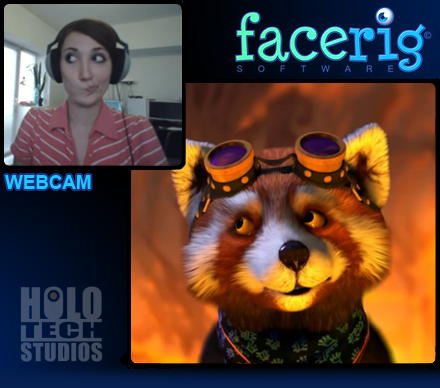 facerig©
SOFTWARE
WEBCAM
HOLO
TECH
STUDIOS